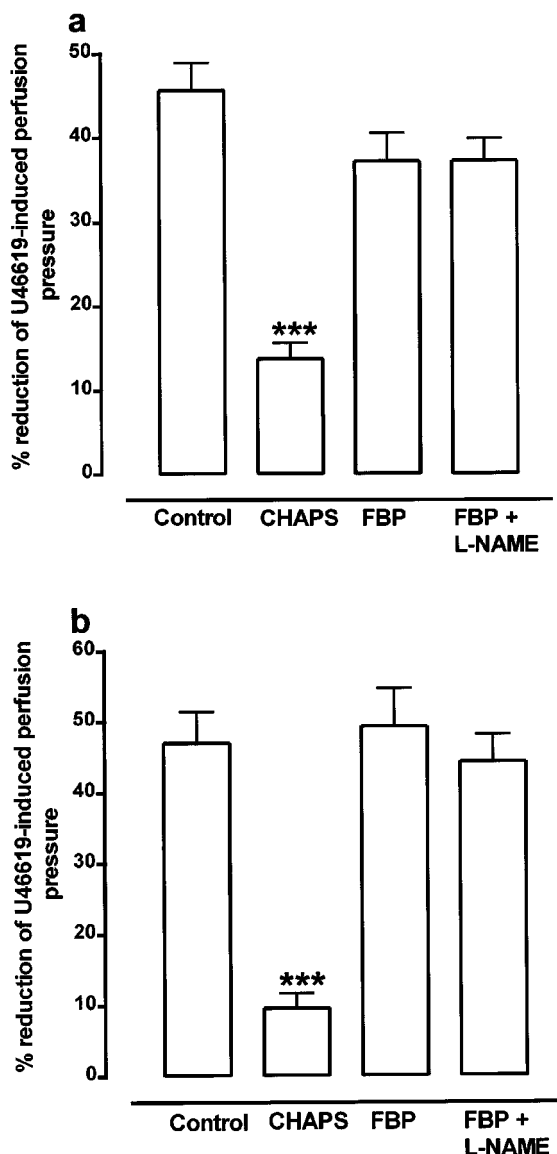 a
% reduction of U46619-induced perfusion
pressure
50
40
30
20
10
0
***
Control
CHAPS
FBP
FBP +
L-NAME
b
% reduction of U46619-induced perfusion
pressure
60
50
40
30
20
10
0
***
Control
CHAPS
FBP
FBP +
L-NAME